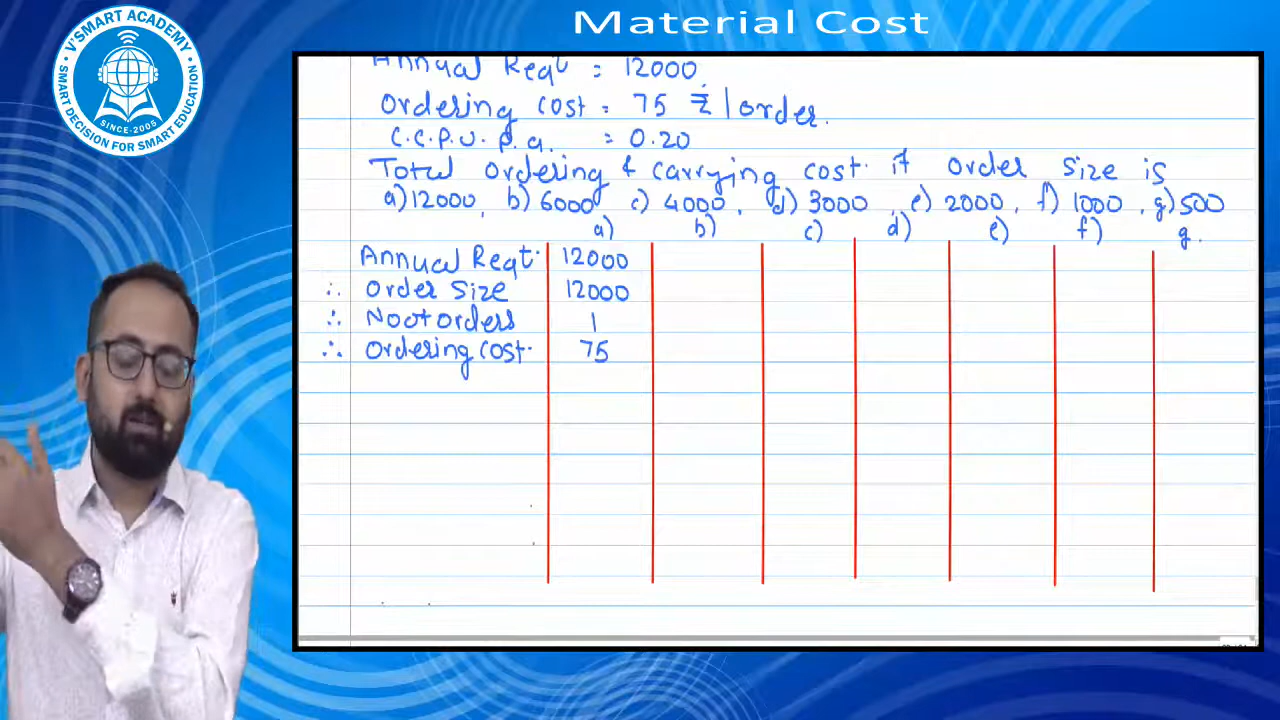 Material Cost
V'SMART ACADEMY
SINCE-2005
SMART DECISION FOR SMART EDUCATION
Annual Reqt = 12000
Ordering cost = 75 ₹ / order.
C.C.P.U. p.a. = 0.20
Total ordering & carrying cost if order size is
a) 12000, b) 6000 c) 4000, d) 3000, e) 2000, f) 1000, g) 500
a) b) c) d) e) f) g.
Annual Reqt. 12000
∴ Order Size 12000
∴ No of orders 1
∴ Ordering cost. 75